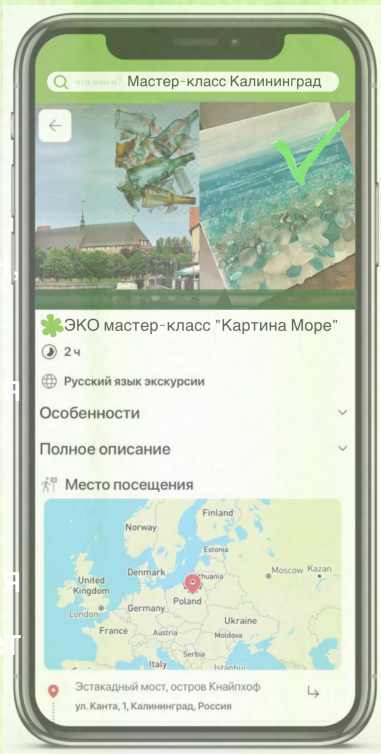 что ищем? Мастер-класс Калининград
ЭКО мастер-класс "Картина Море"
2 ч
Русский язык экскурсии
Особенности
Полное описание
Место посещения
Finland
Norway
Estonia
Denmark
thuania
Moscow Kazan
United
Kingdom
London
Germany
Poland
Ukraine
France
Austria
Moldova
Serbia
Italy
Istanbul
Эстакадный мост, остров Кнайпхоф
ул. Канта, 1, Калининград, Россия